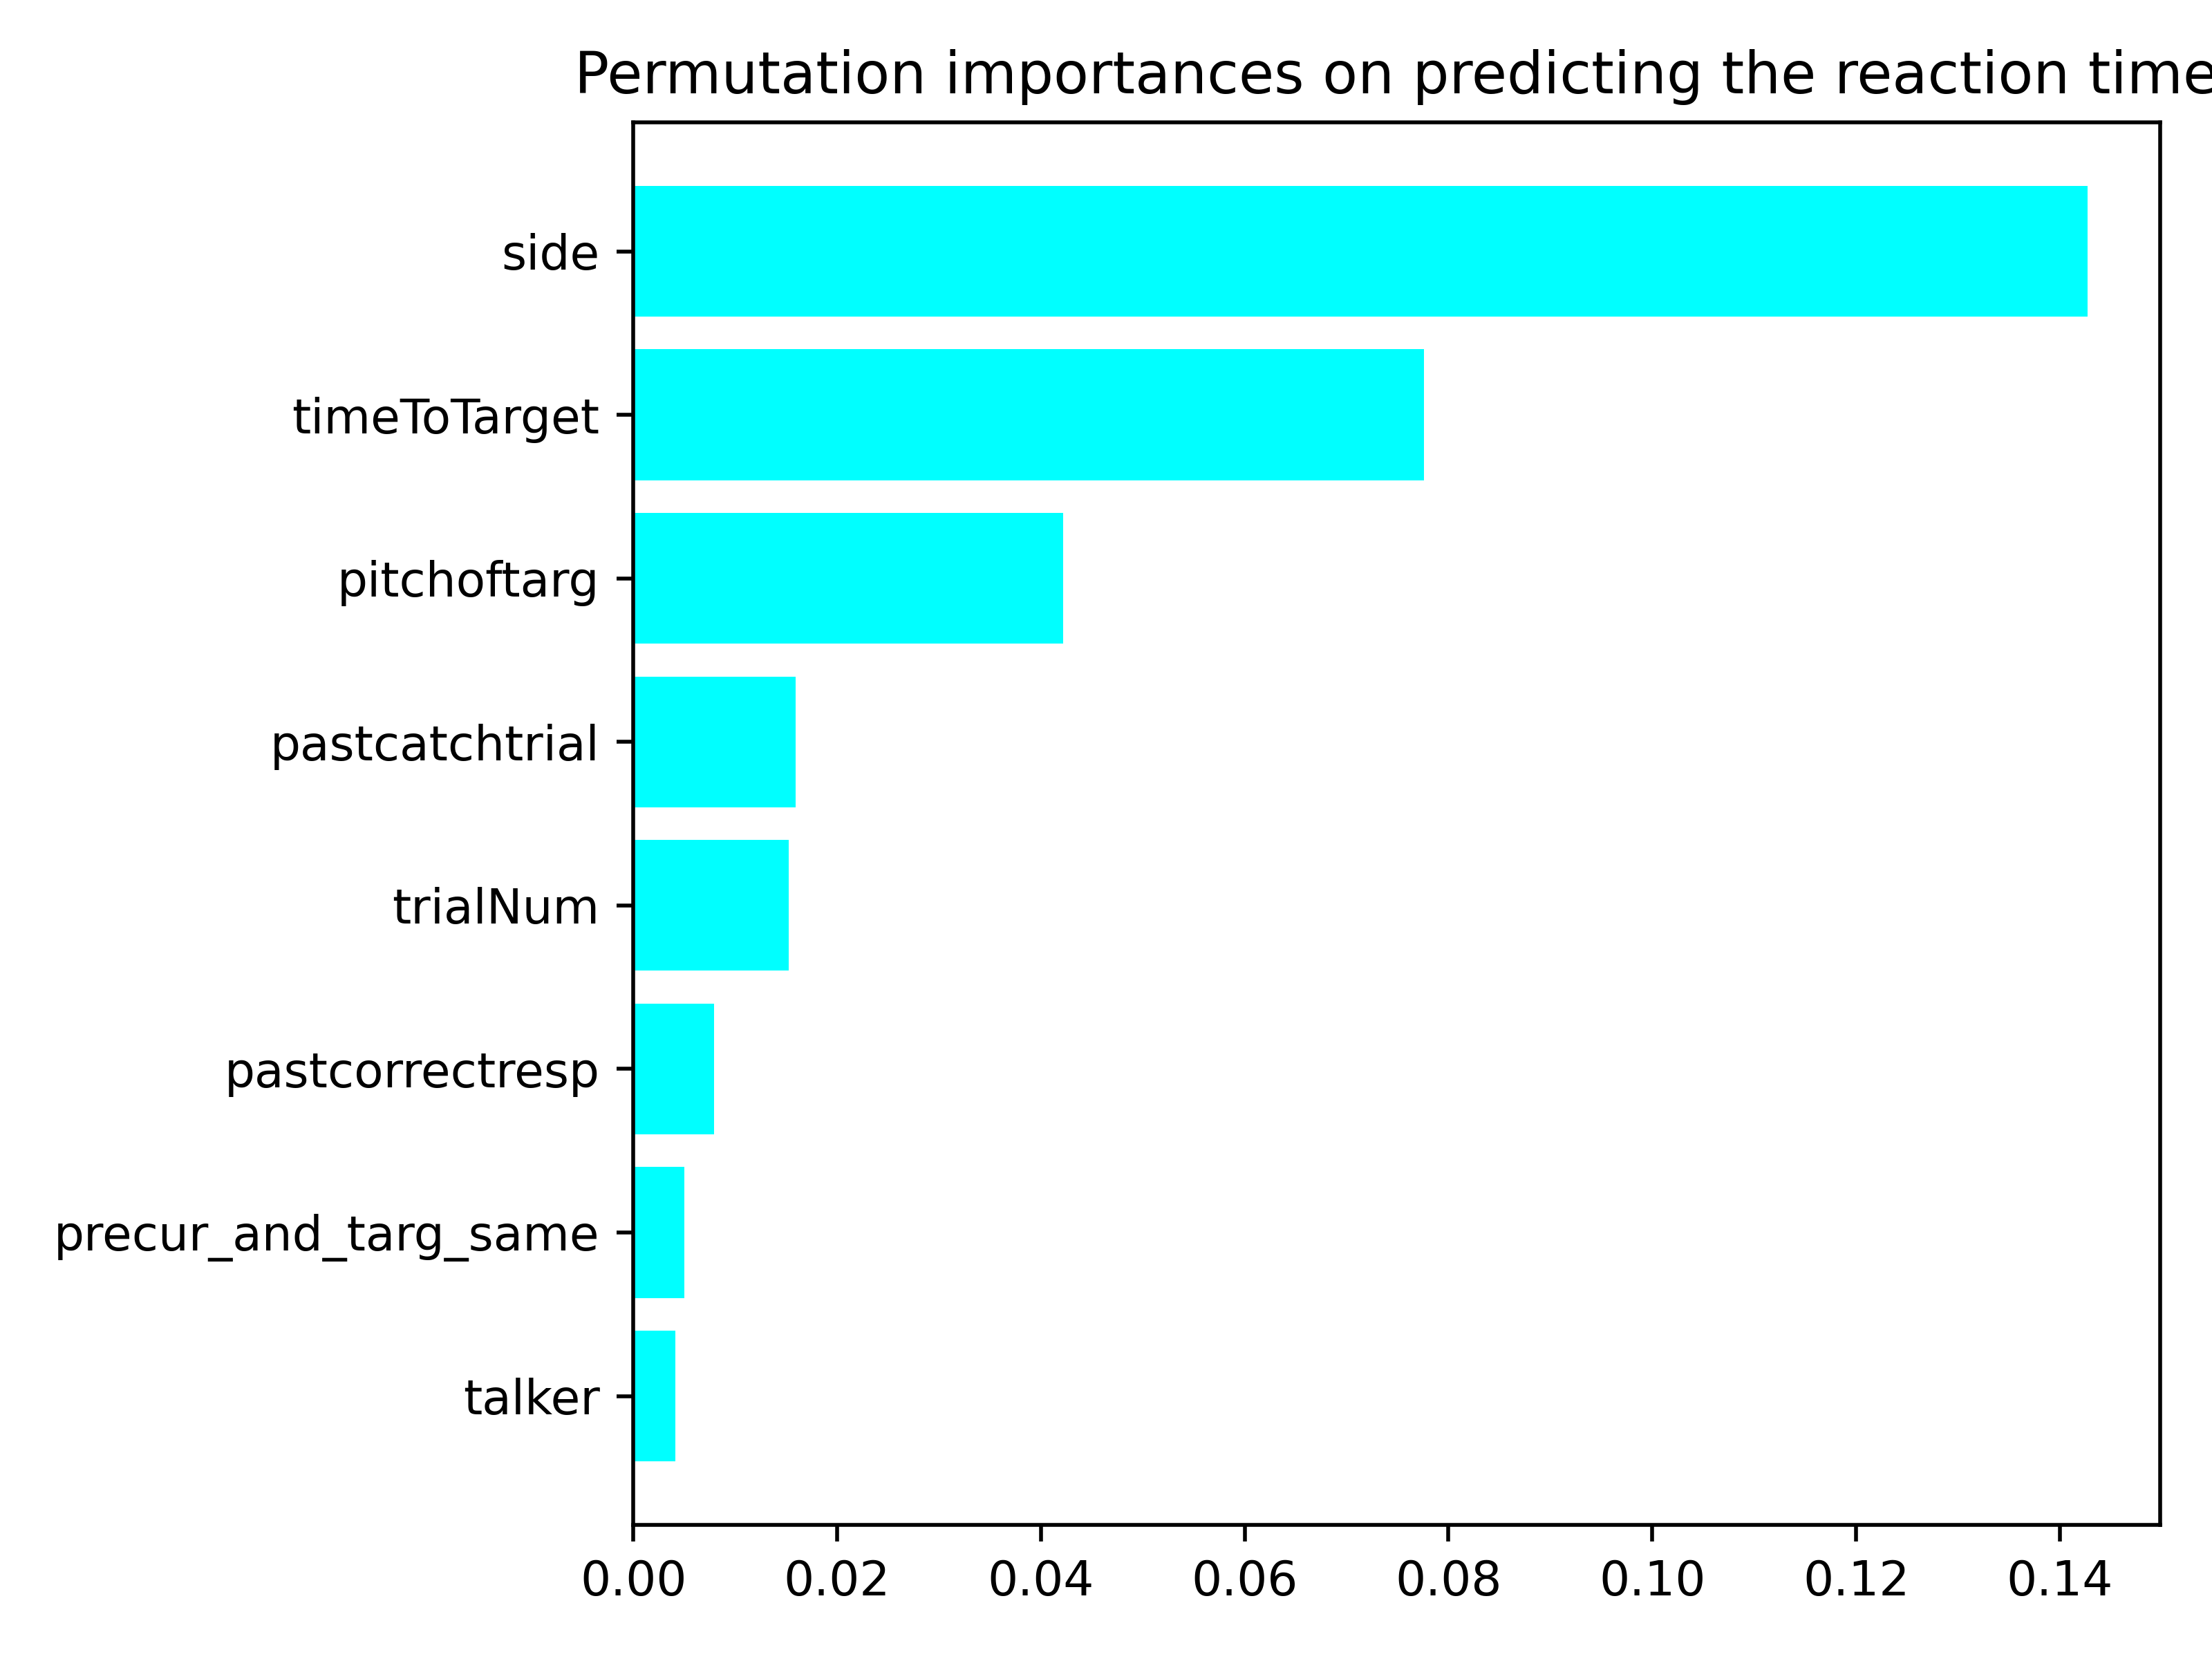 Permutation importances on predicting the reaction time
side
timeToTarget
pitchoftarg
pastcatchtrial
trialNum
pastcorrectresp
precur_and_targ_same
talker
0.00 0.02 0.04 0.06 0.08 0.10 0.12 0.14